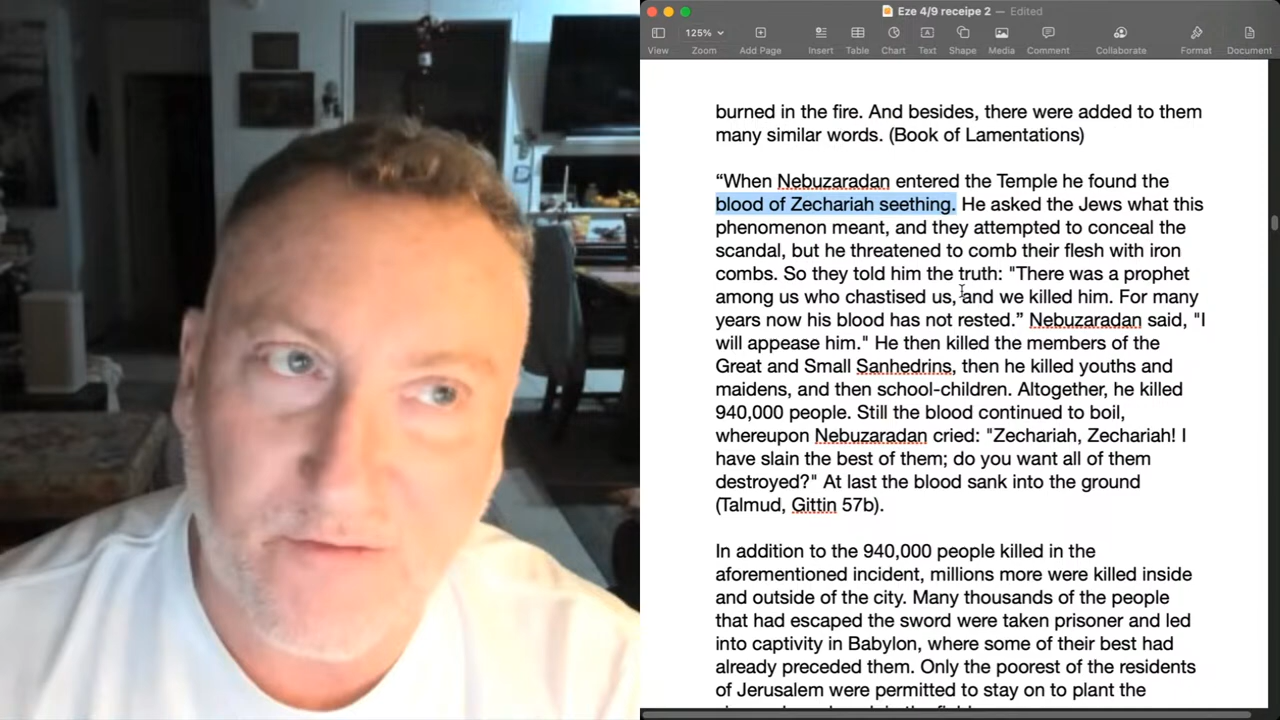 Eze 4/9 receipe 2 — Edited
125%
View Zoom Add Page Insert Table Chart Text Shape Media Comment Collaborate Format Document
burned in the fire. And besides, there were added to them
many similar words. (Book of Lamentations)
“When Nebuzaradan entered the Temple he found the
blood of Zechariah seething. He asked the Jews what this
phenomenon meant, and they attempted to conceal the
scandal, but he threatened to comb their flesh with iron
combs. So they told him the truth: "There was a prophet
among us who chastised us, and we killed him. For many
years now his blood has not rested.” Nebuzaradan said, "I
will appease him." He then killed the members of the
Great and Small Sanhedrins, then he killed youths and
maidens, and then school-children. Altogether, he killed
940,000 people. Still the blood continued to boil,
whereupon Nebuzaradan cried: "Zechariah, Zechariah! I
have slain the best of them; do you want all of them
destroyed?" At last the blood sank into the ground
(Talmud, Gittin 57b).
In addition to the 940,000 people killed in the
aforementioned incident, millions more were killed inside
and outside of the city. Many thousands of the people
that had escaped the sword were taken prisoner and led
into captivity in Babylon, where some of their best had
already preceded them. Only the poorest of the residents
of Jerusalem were permitted to stay on to plant the